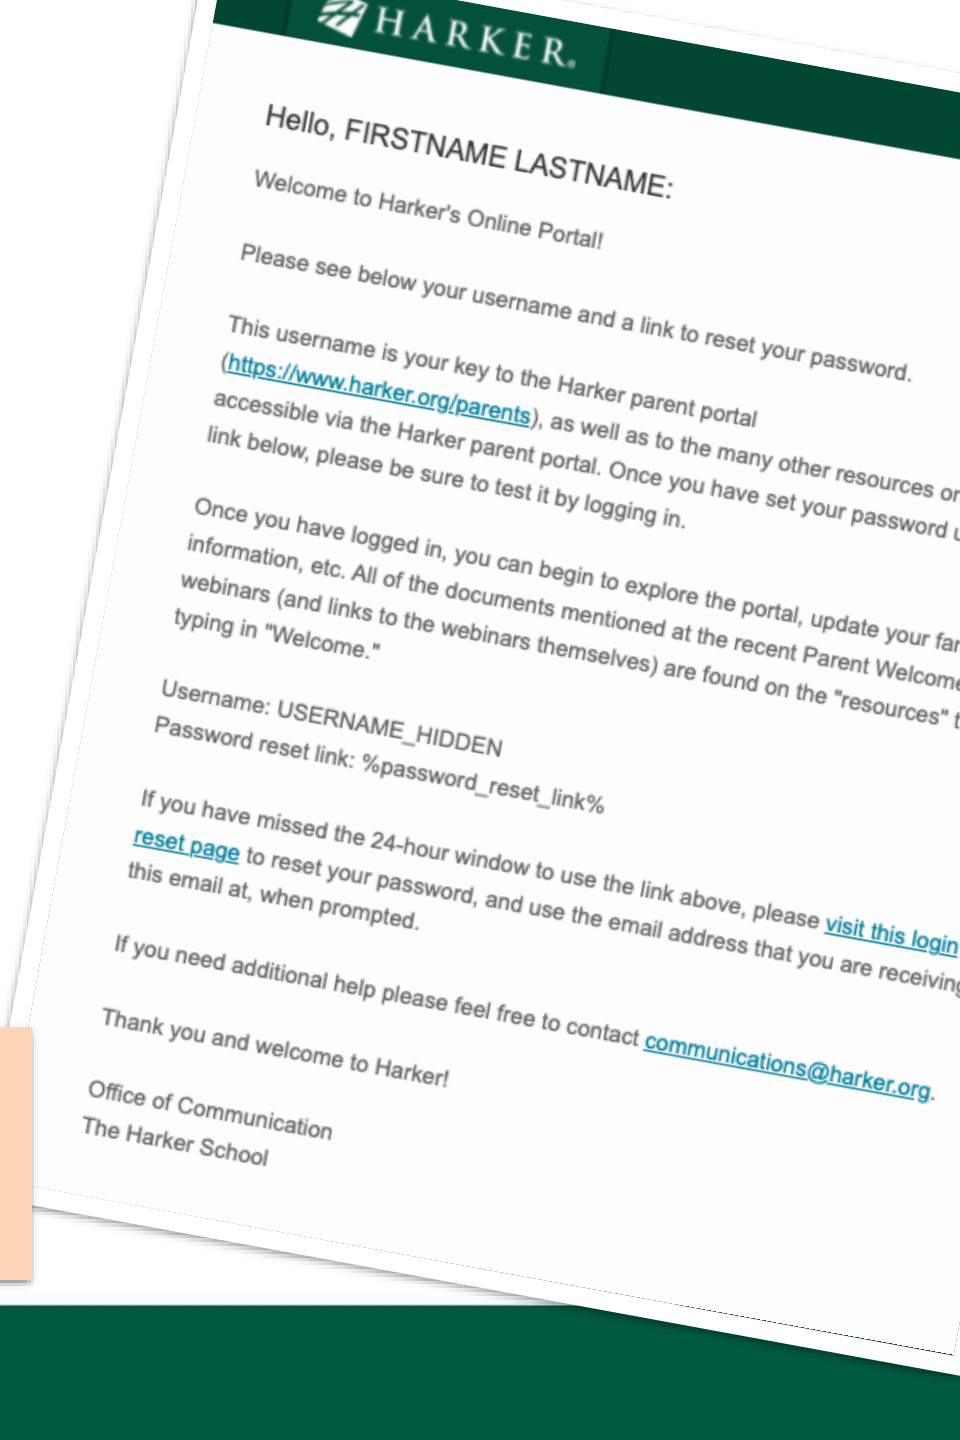 HARKER®
Hello, FIRSTNAME LASTNAME:
Welcome to Harker's Online Portal!
Please see below your username and a link to reset your password.
This username is your key to the Harker parent portal
(https://www.harker.org/parents), as well as to the many other resources
accessible via the Harker parent portal. Once you have set your password
link below, please be sure to test it by logging in.
Once you have logged in, you can begin to explore the portal, update your
information, etc. All of the documents mentioned at the recent Parent Welcome
webinars (and links to the webinars themselves) are found on the "resources"
typing in "Welcome."
Username: USERNAME_HIDDEN
Password reset link: %password_reset_link%
If you have missed the 24-hour window to use the link above, please visit this login
reset page to reset your password, and use the email address that you are receiving
this email at, when prompted.
If you need additional help please feel free to contact communications@harker.org.
Thank you and welcome to Harker!
Office of Communication
The Harker School